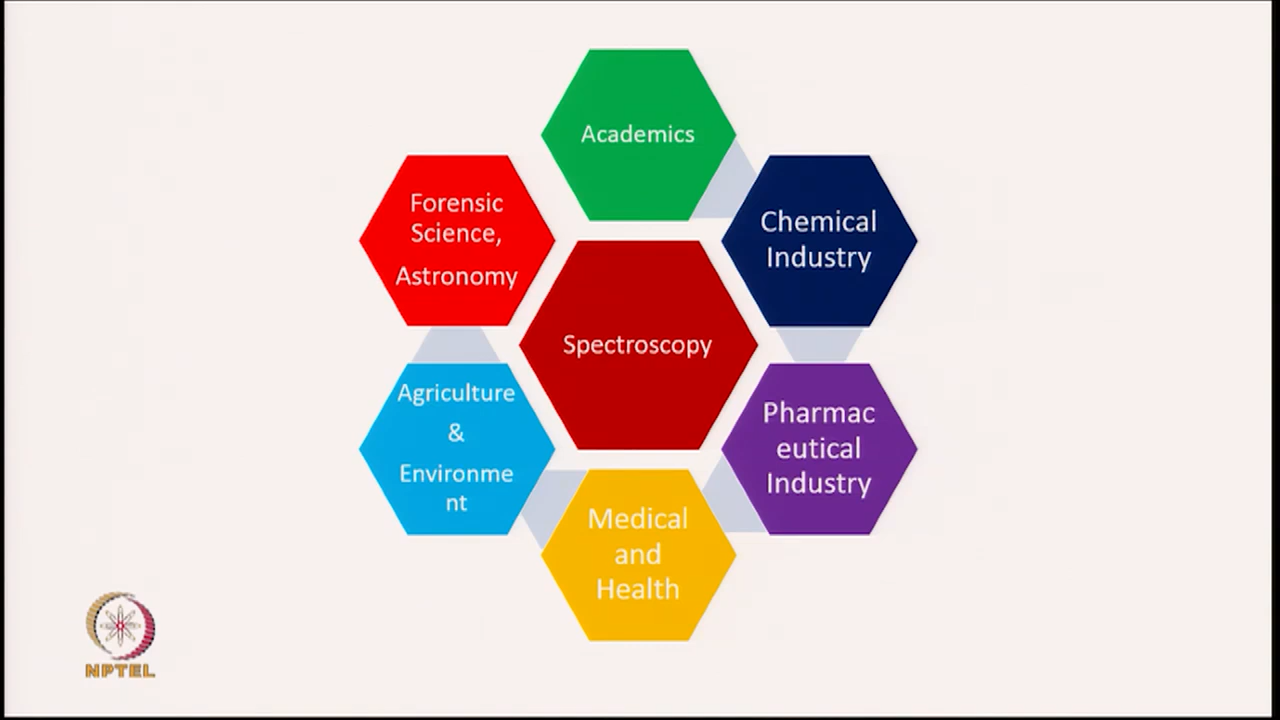 Academics
Forensic
Science,
Astronomy
Chemical
Industry
Spectroscopy
Agriculture
&
Environme
nt
Pharmac
eutical
Industry
Medical
and
Health
NPTEL